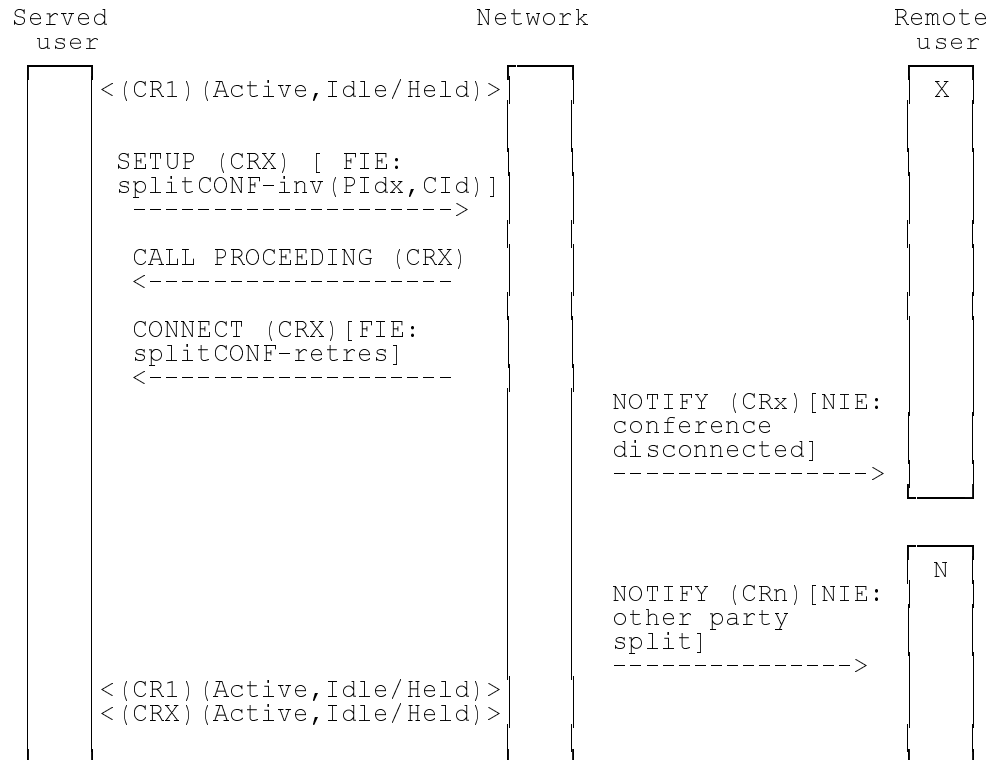 Served Network Remote
user user
<(CR1)(Active,Idle/Held)> X
SETUP (CRX) [ FIE:
splitCONF-inv(PIdx,CId)]
-------------------->
CALL PROCEEDING (CRX)
<-------------------
CONNECT (CRX)[FIE:
splitCONF-retres]
<-------------------
NOTIFY (CRx)[NIE:
conference
disconnected]
---------------->
N
NOTIFY (CRn)[NIE:
other party
split]
--------------->
<(CR1)(Active,Idle/Held)>
<(CRX)(Active,Idle/Held)>